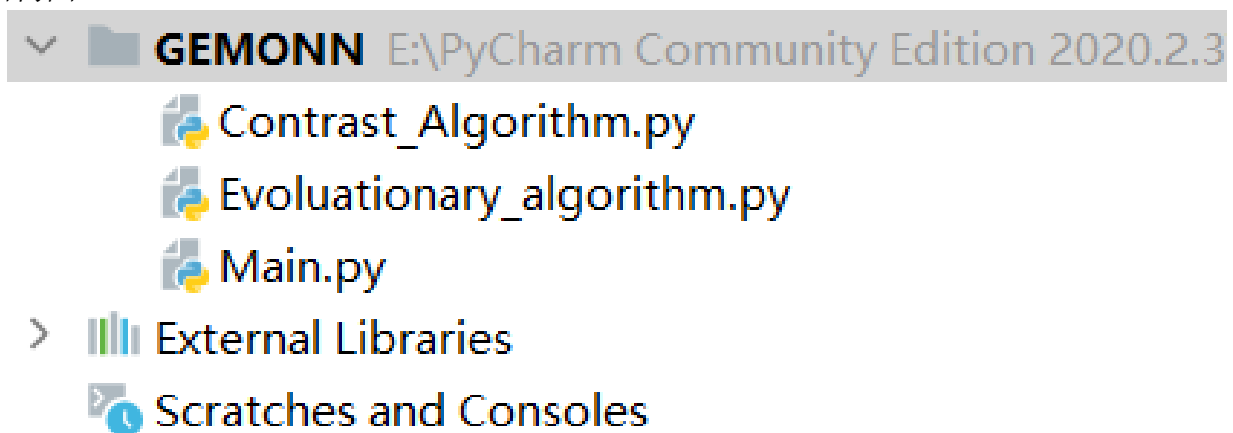 GEMONN E:\PyCharm Community Edition 2020.2.3
Contrast_Algorithm.py
Evoluationary_algorithm.py
Main.py
External Libraries
Scratches and Consoles